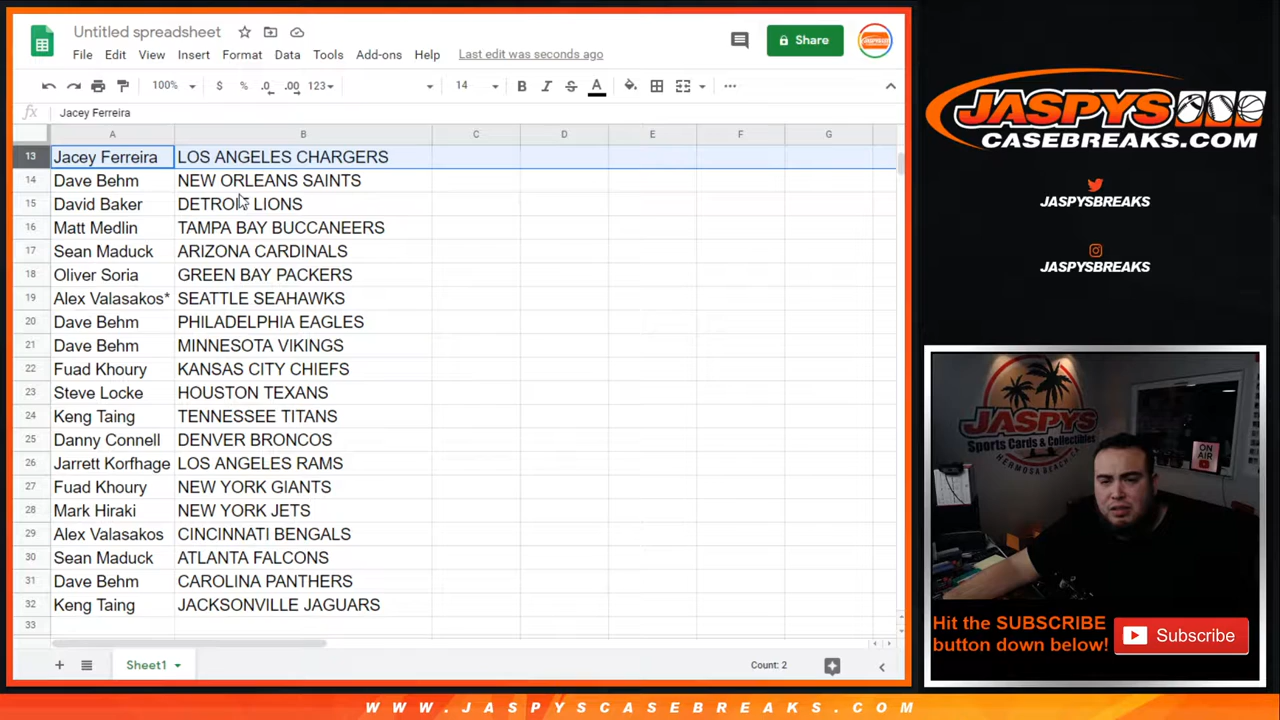 Untitled spreadsheet
File Edit View Insert Format Data Tools Add-ons Help Last edit was seconds ago
Share
100% $ % .0 .00 123 14 B I S A
fx Jacey Ferreira
A B C D E F G
13 Jacey Ferreira LOS ANGELES CHARGERS
14 Dave Behm NEW ORLEANS SAINTS
15 David Baker DETROIT LIONS
16 Matt Medlin TAMPA BAY BUCCANEERS
17 Sean Maduck ARIZONA CARDINALS
18 Oliver Soria GREEN BAY PACKERS
19 Alex Valasakos* SEATTLE SEAHAWKS
20 Dave Behm PHILADELPHIA EAGLES
21 Dave Behm MINNESOTA VIKINGS
22 Fuad Khoury KANSAS CITY CHIEFS
23 Steve Locke HOUSTON TEXANS
24 Keng Taing TENNESSEE TITANS
25 Danny Connell DENVER BRONCOS
26 Jarrett Korfhage LOS ANGELES RAMS
27 Fuad Khoury NEW YORK GIANTS
28 Mark Hiraki NEW YORK JETS
29 Alex Valasakos CINCINNATI BENGALS
30 Sean Maduck ATLANTA FALCONS
31 Dave Behm CAROLINA PANTHERS
32 Keng Taing JACKSONVILLE JAGUARS
33
Sheet1 Count: 2
JASPYS
CASEBREAKS.COM
JASPYSBREAKS
JASPYSBREAKS
JASPYS
Sports Cards & Collectibles
HERMOSA BEACH, CA
ON AIR
Hit the SUBSCRIBE
button down below!
Subscribe
WWW.JASPYSCASEBREAKS.COM